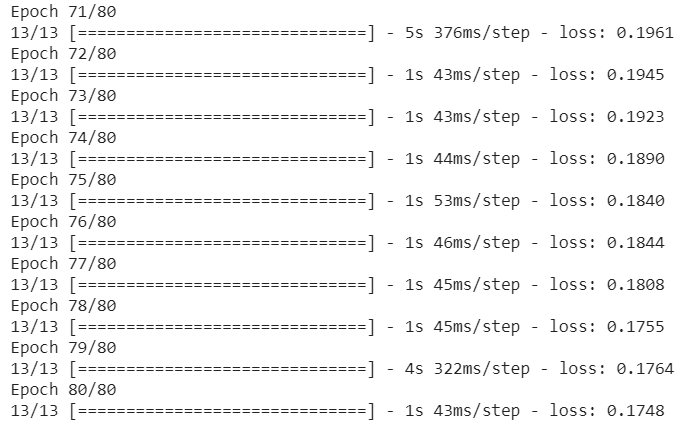 Epoch 71/80
13/13 [==============================] - 5s 376ms/step - loss: 0.1961
Epoch 72/80
13/13 [==============================] - 1s 43ms/step - loss: 0.1945
Epoch 73/80
13/13 [==============================] - 1s 43ms/step - loss: 0.1923
Epoch 74/80
13/13 [==============================] - 1s 44ms/step - loss: 0.1890
Epoch 75/80
13/13 [==============================] - 1s 53ms/step - loss: 0.1840
Epoch 76/80
13/13 [==============================] - 1s 46ms/step - loss: 0.1844
Epoch 77/80
13/13 [==============================] - 1s 45ms/step - loss: 0.1808
Epoch 78/80
13/13 [==============================] - 1s 45ms/step - loss: 0.1755
Epoch 79/80
13/13 [==============================] - 4s 322ms/step - loss: 0.1764
Epoch 80/80
13/13 [==============================] - 1s 43ms/step - loss: 0.1748